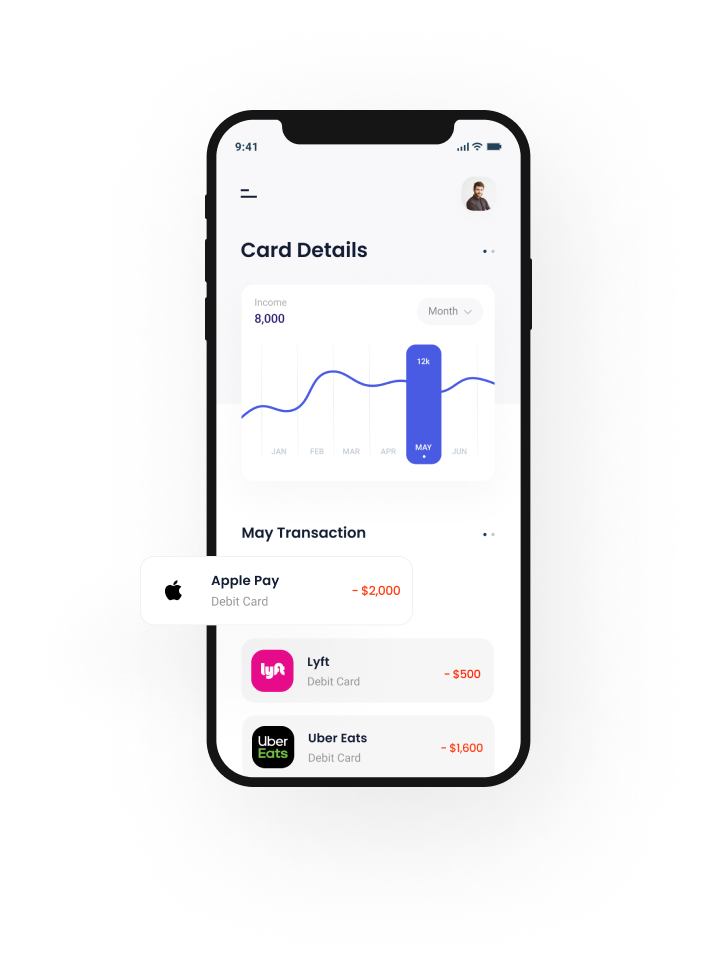 9:41
Card Details
Income
8,000
Month
12k
JAN FEB MAR APR MAY JUN
May Transaction
Apple Pay
Debit Card
- $2,000
lyft
Lyft
Debit Card
- $500
Uber
Eats
Uber Eats
Debit Card
- $1,600